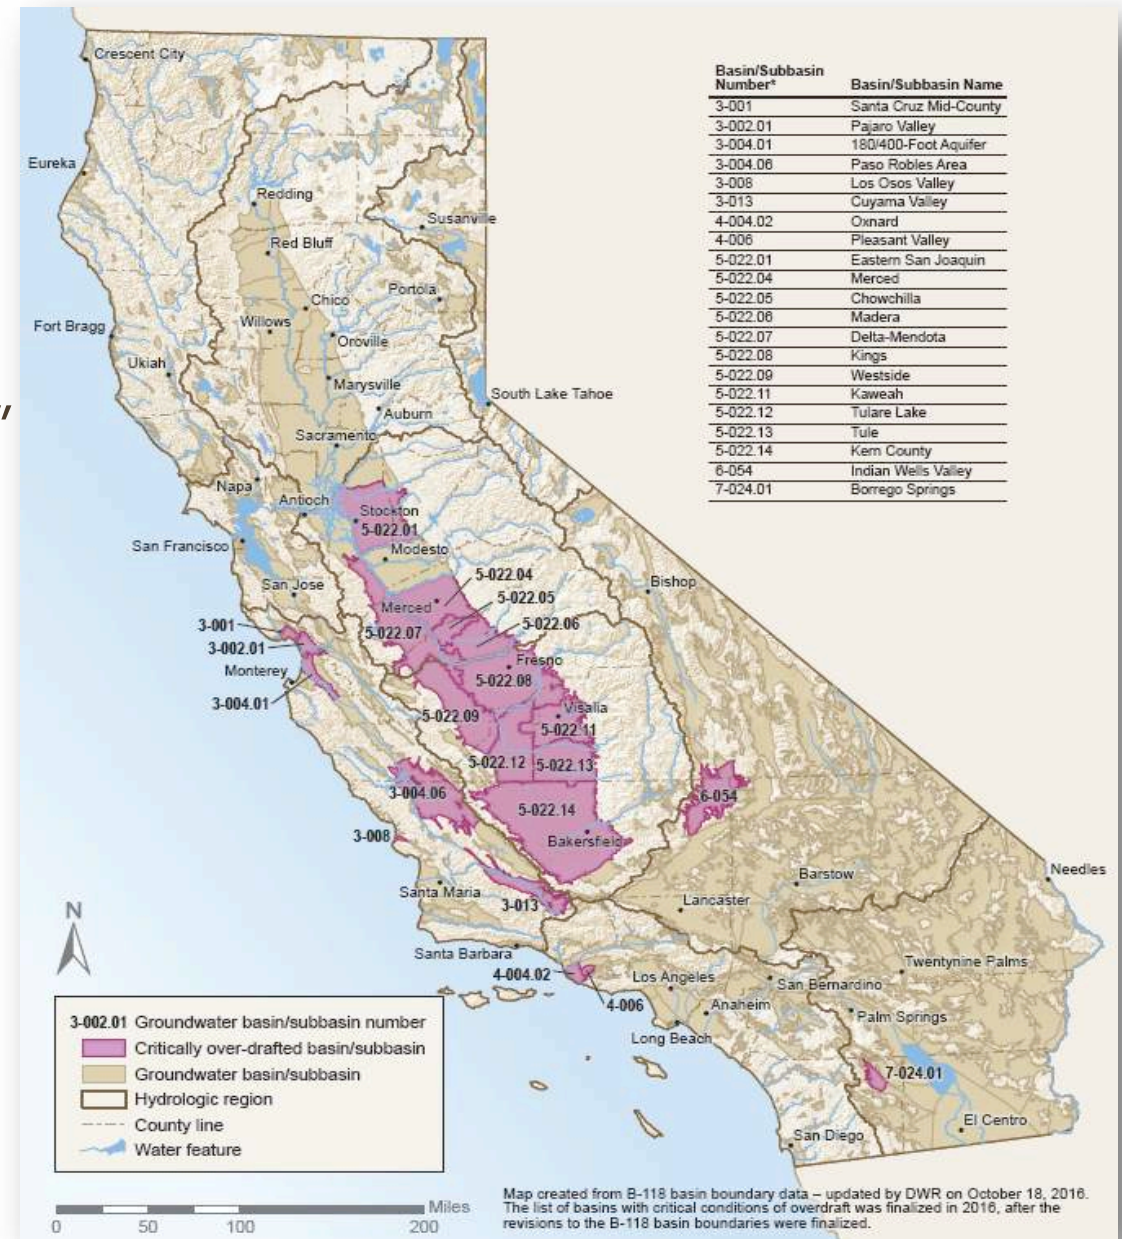 "
Basin/Subbasin
Number* Basin/Subbasin Name
3-001 Santa Cruz Mid-County
3-002.01 Pajaro Valley
3-004.01 180/400-Foot Aquifer
3-004.06 Paso Robles Area
3-008 Los Osos Valley
3-013 Cuyama Valley
4-004.02 Oxnard
4-006 Pleasant Valley
5-022.01 Eastern San Joaquin
5-022.04 Merced
5-022.05 Chowchilla
5-022.06 Madera
5-022.07 Delta-Mendota
5-022.08 Kings
5-022.09 Westside
5-022.11 Kaweah
5-022.12 Tulare Lake
5-022.13 Tule
5-022.14 Kern County
6-054 Indian Wells Valley
7-024.01 Borrego Springs
Crescent City
Eureka
Redding
Susanville
Red Bluff
Portola
Chico
Willows
Fort Bragg
Oroville
Ukiah
Marysville
South Lake Tahoe
Auburn
Sacramento
Napa
Antioch
Stockton
5-022.01
San Francisco
Modesto
San Jose
5-022.04
Bishop
5-022.05
Merced
3-001
5-022.06
5-022.07
3-002.01
Fresno
Monterey
5-022.08
3-004.01
Visalia
5-022.09
5-022.11
5-022.12
5-022.13
3-004.06
6-054
5-022.14
3-008
Bakersfield
Barstow
Needles
Santa Maria
Lancaster
3-013
Santa Barbara
Twentynine Palms
4-004.02
Los Angeles
San Bernardino
4-006
Anaheim
Palm Springs
Long Beach
7-024.01
El Centro
San Diego
N
3-002.01 Groundwater basin/subbasin number
Critically over-drafted basin/subbasin
Groundwater basin/subbasin
Hydrologic region
County line
Water feature
Miles
0 50 100 200
Map created from B-118 basin boundary data – updated by DWR on October 18, 2016.
The list of basins with critical conditions of overdraft was finalized in 2016, after the
revisions to the B-118 basin boundaries were finalized.